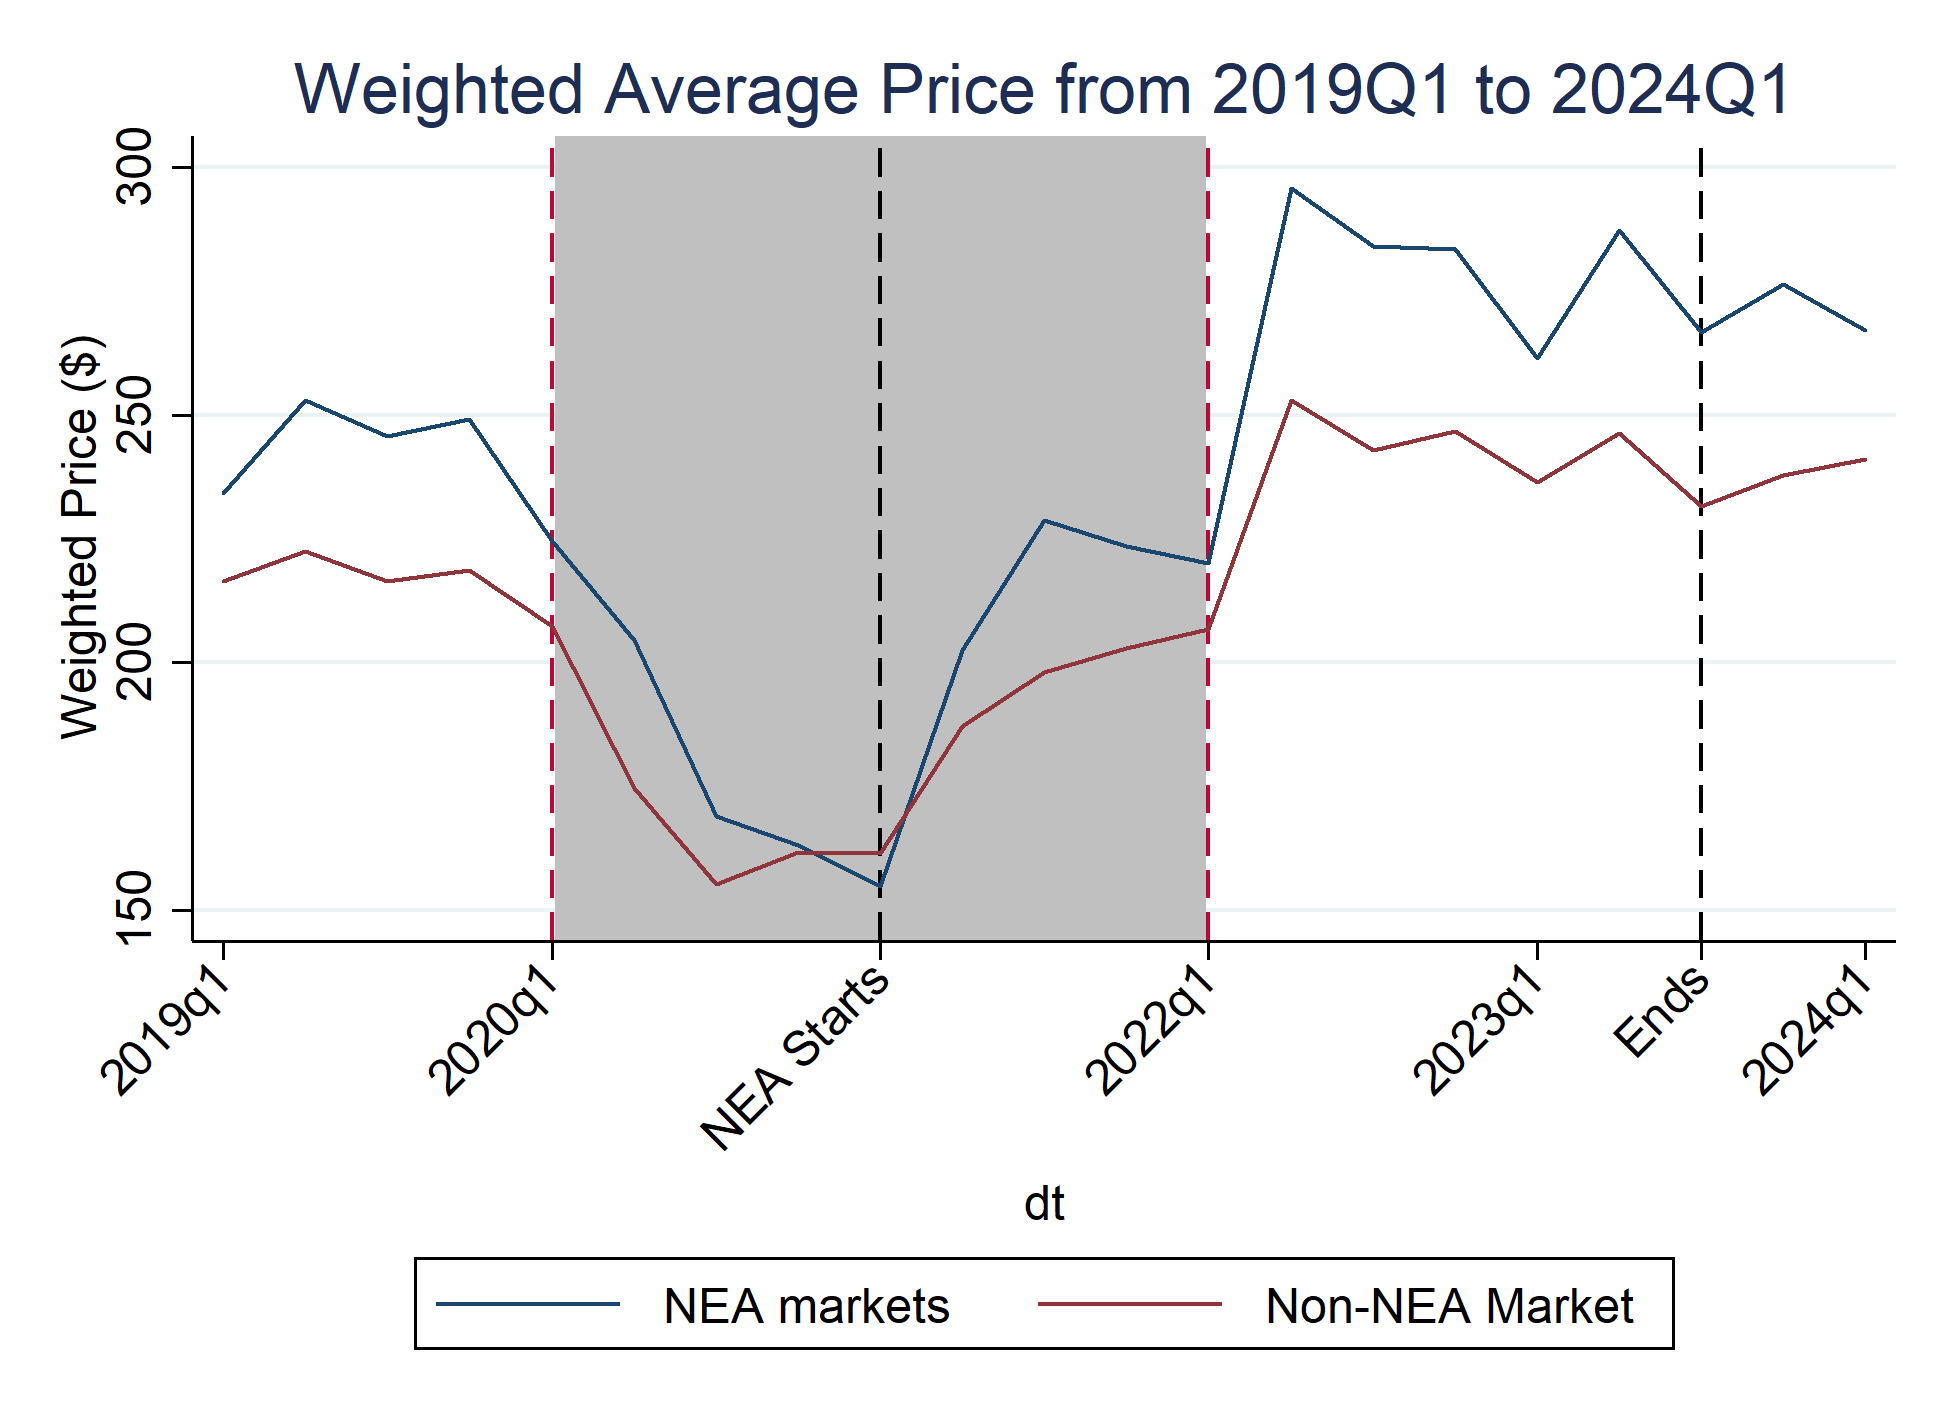 Weighted Average Price from 2019Q1 to 2024Q1
Weighted Price ($)
300
250
200
150
2019q1
2020q1
NEA Starts
2022q1
2023q1
Ends
2024q1
dt
NEA markets
Non-NEA Market